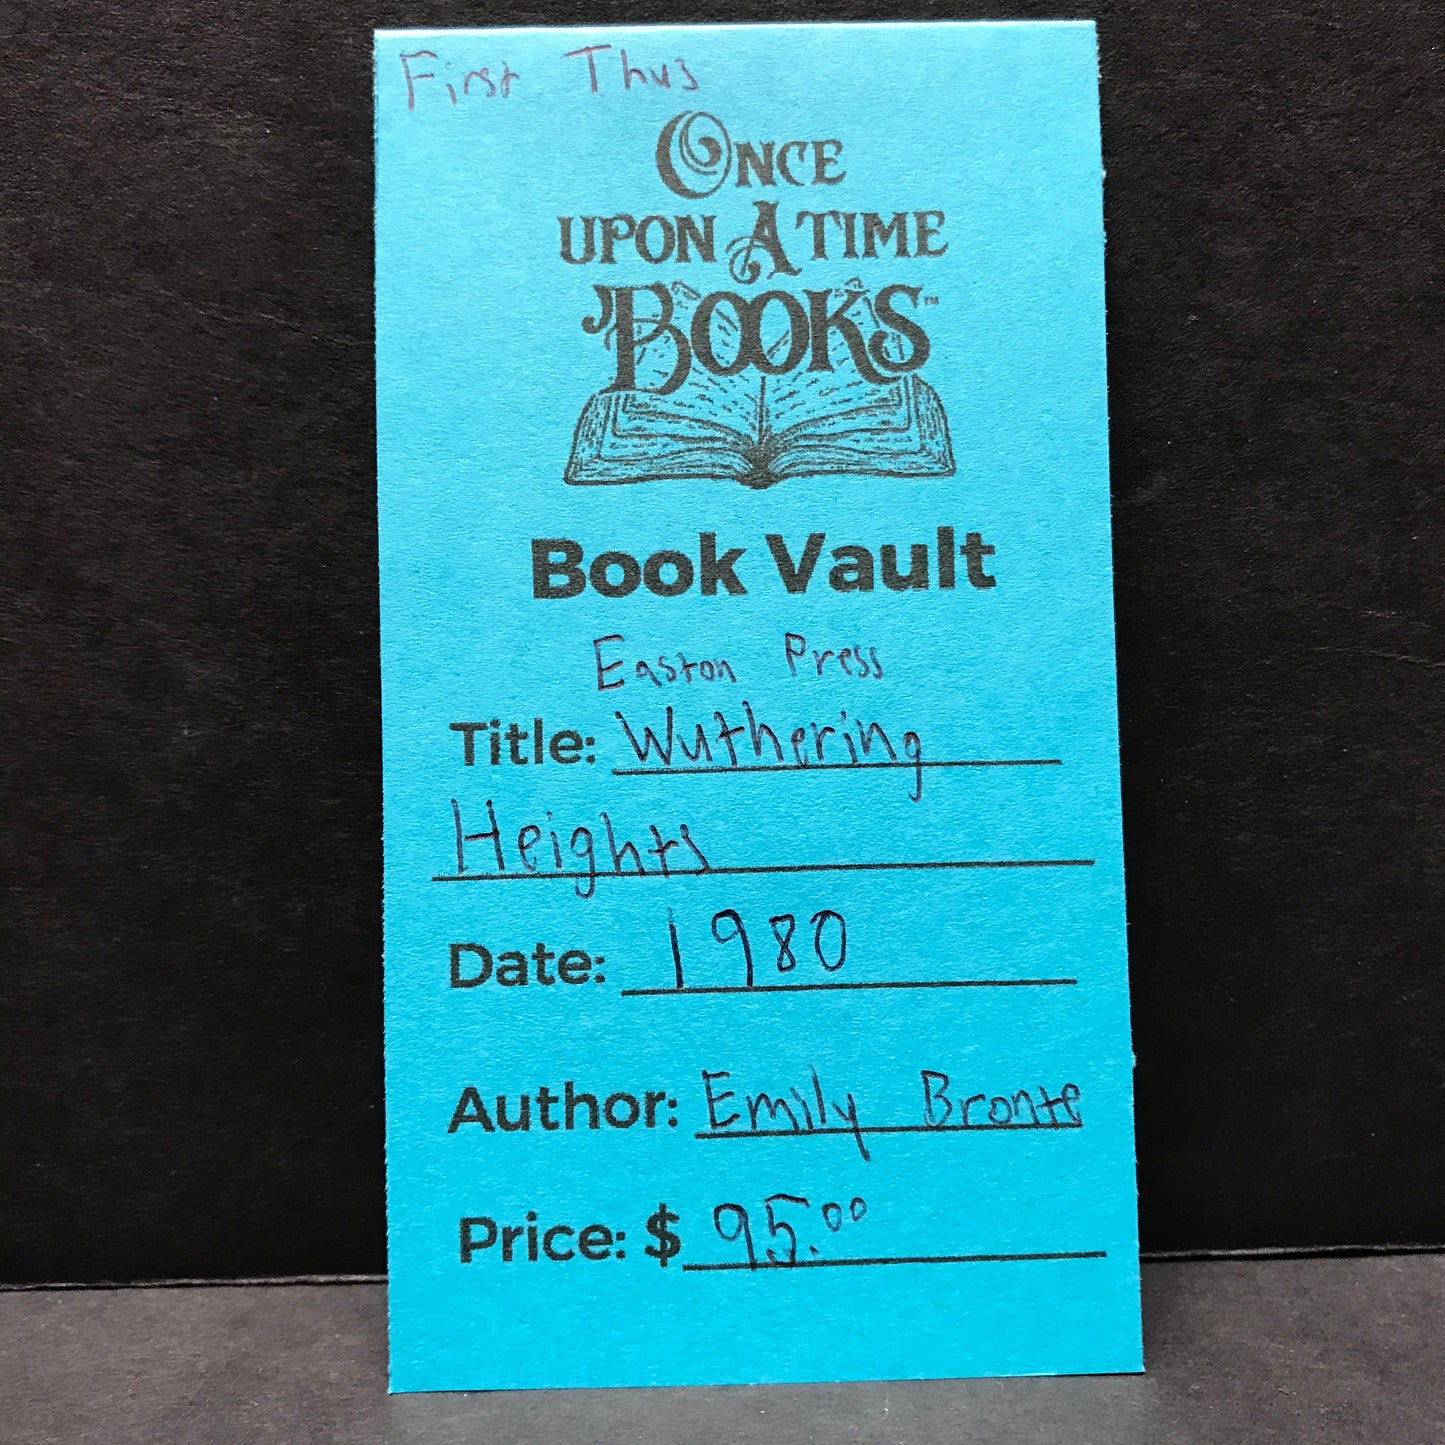 First Thus
ONCE
UPON A TIME
BOOKS™
Book Vault
Easton Press
Title: Wuthering
Heights
Date: 1980
Author: Emily Bronte
Price: $ 95.00